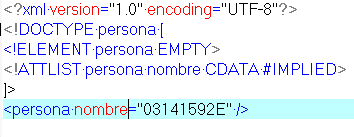 <?xml version="1.0" encoding="UTF-8"?>
<!DOCTYPE persona [
<!ELEMENT persona EMPTY>
<!ATTLIST persona nombre CDATA #IMPLIED>
]>
<persona nombre="03141592E" />